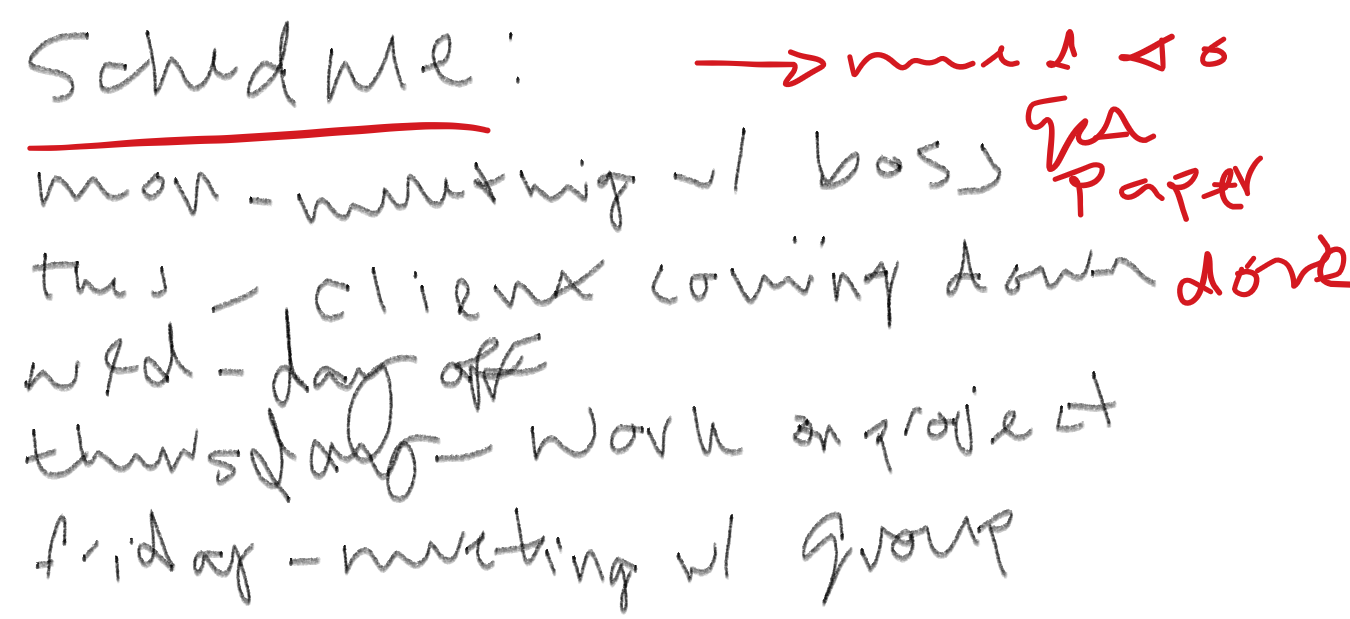 Schedule:
mon - meeting w/ boss
tues - client coming down
wed - day off
thursday - work on project
friday - meeting w/ group
→ need to
get
paper
done